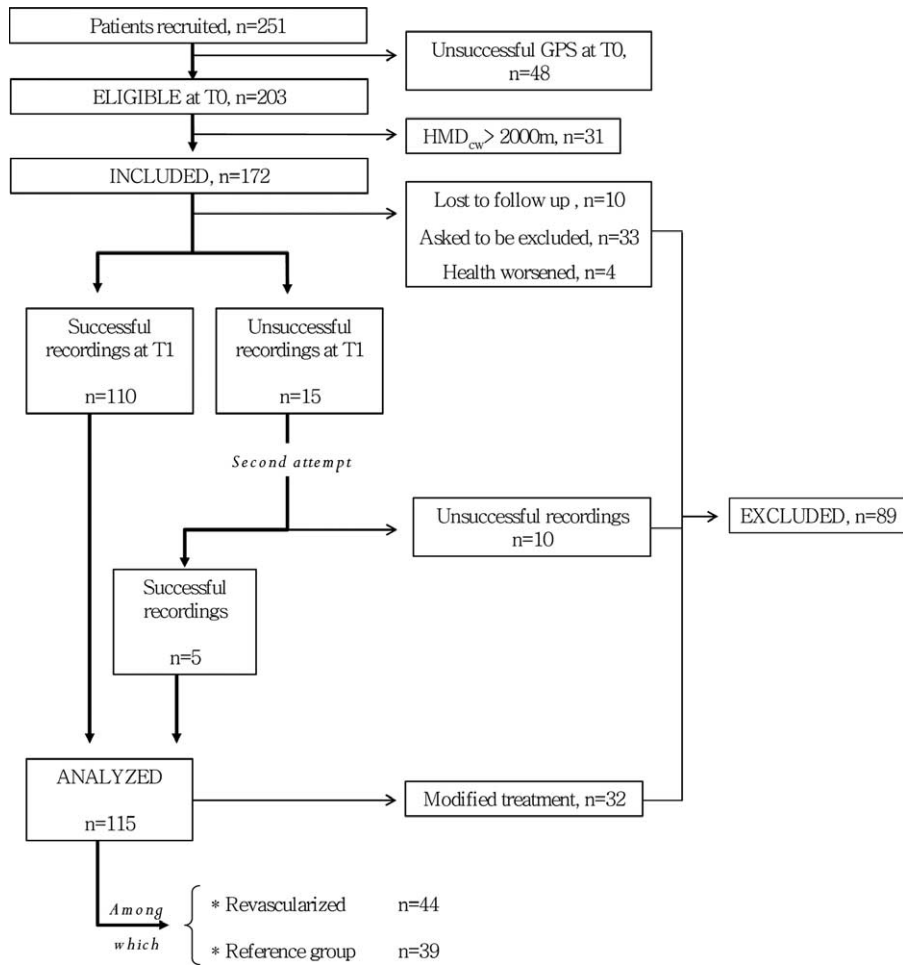 Patients recruited, n=251
Unsuccessful GPS at T0,
n=48
ELIGIBLE at T0, n=203
HMDcw> 2000m, n=31
INCLUDED, n=172
Lost to follow up , n=10
Asked to be excluded, n=33
Health worsened, n=4
Successful
recordings at T1
n=110
Unsuccessful
recordings at T1
n=15
Second attempt
Unsuccessful recordings
n=10
EXCLUDED, n=89
Successful
recordings
n=5
ANALYZED
n=115
Modified treatment, n=32
Among
which
* Revascularized n=44
* Reference group n=39